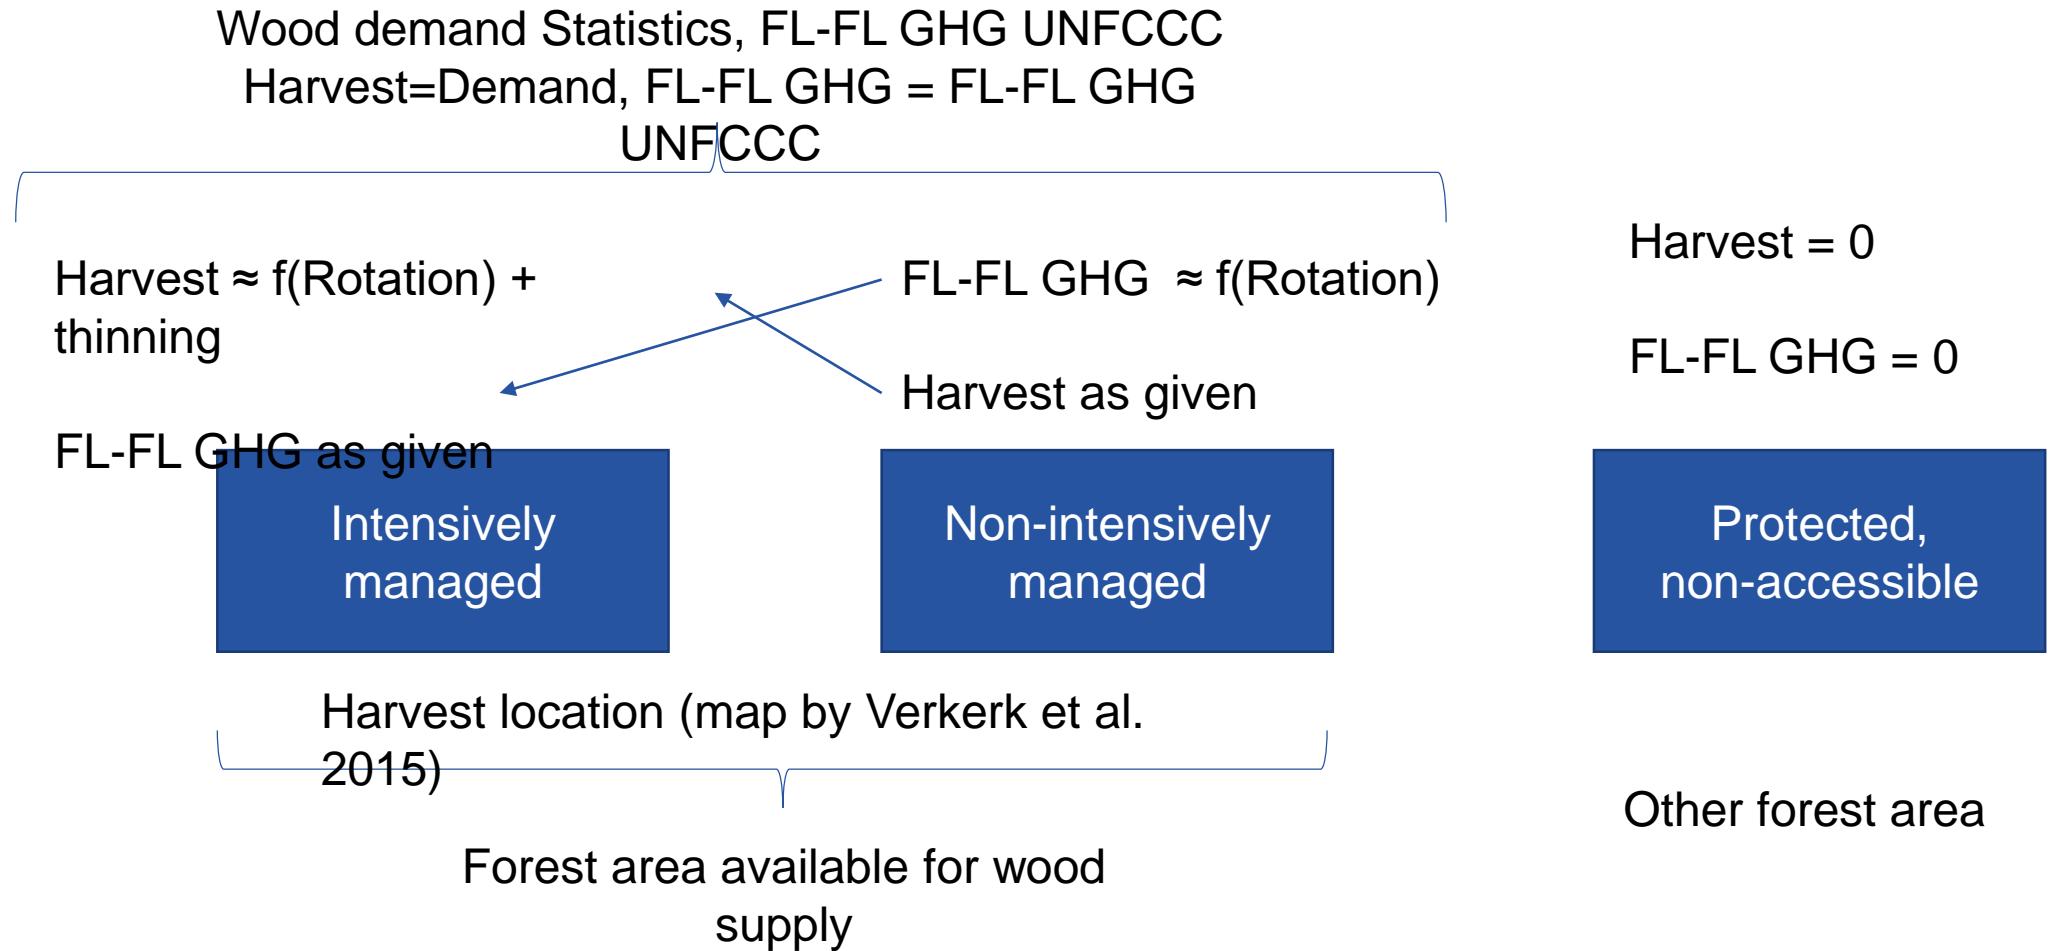 Wood demand Statistics, FL-FL GHG UNFCCC
Harvest=Demand, FL-FL GHG = FL-FL GHG
UNFCCC
Harvest ≈ f(Rotation) +
thinning
FL-FL GHG as given
FL-FL GHG ≈ f(Rotation)
Harvest as given
Harvest = 0
FL-FL GHG = 0
Intensively
managed
Non-intensively
managed
Protected,
non-accessible
Harvest location (map by Verkerk et al.
2015)
Forest area available for wood
supply
Other forest area